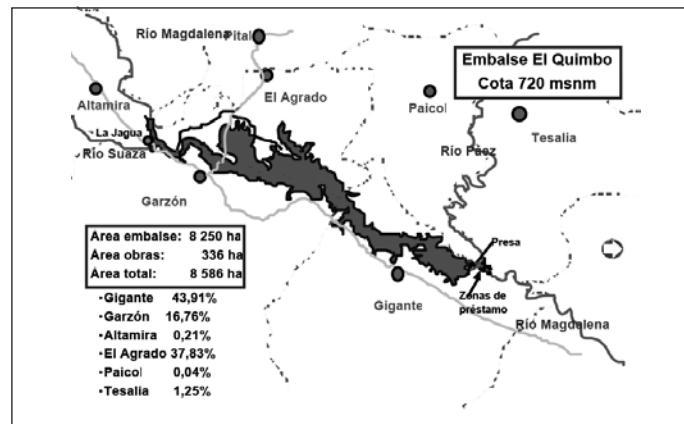 Río Magdalena
Pital
Embalse El Quimbo
Cota 720 msnm
El Agrado
Altamira
Paicol
Tesalia
La Jagua
Río Suaza
Río Páez
Garzón
Área embalse: 8 250 ha
Área obras: 336 ha
Área total: 8 586 ha
Presa
•Gigante 43,91%
•Garzón 16,76%
•Altamira 0,21%
•El Agrado 37,83%
•Paicol 0,04%
•Tesalia 1,25%
Gigante
Zonas de
préstamo
Río Magdalena